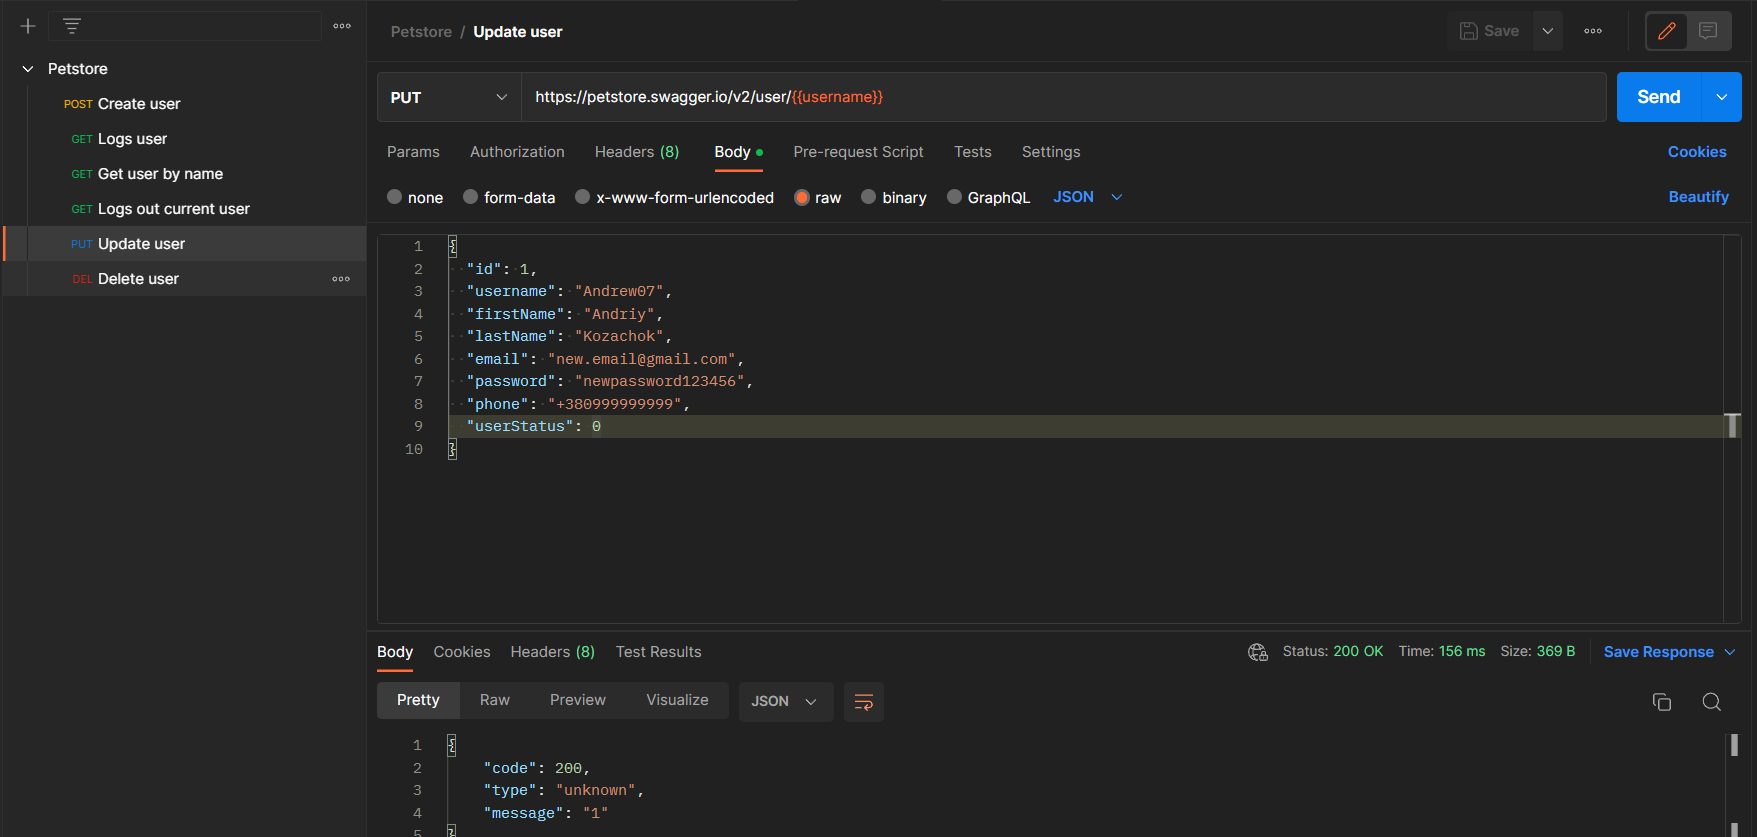 Petstore
POST Create user
GET Logs user
GET Get user by name
GET Logs out current user
PUT Update user
DEL Delete user
Petstore / Update user
Save
PUT
https://petstore.swagger.io/v2/user/{{username}}
Send
Params Authorization Headers (8) Body Pre-request Script Tests Settings Cookies
none form-data x-www-form-urlencoded raw binary GraphQL JSON Beautify
1 {
2 "id": 1,
3 "username": "Andrew07",
4 "firstName": "Andriy",
5 "lastName": "Kozachok",
6 "email": "new.email@gmail.com",
7 "password": "newpassword123456",
8 "phone": "+380999999999",
9 "userStatus": 0
10 }
Body Cookies Headers (8) Test Results Status: 200 OK Time: 156 ms Size: 369 B Save Response
Pretty Raw Preview Visualize JSON
1 {
2 "code": 200,
3 "type": "unknown",
4 "message": "1"
5 }